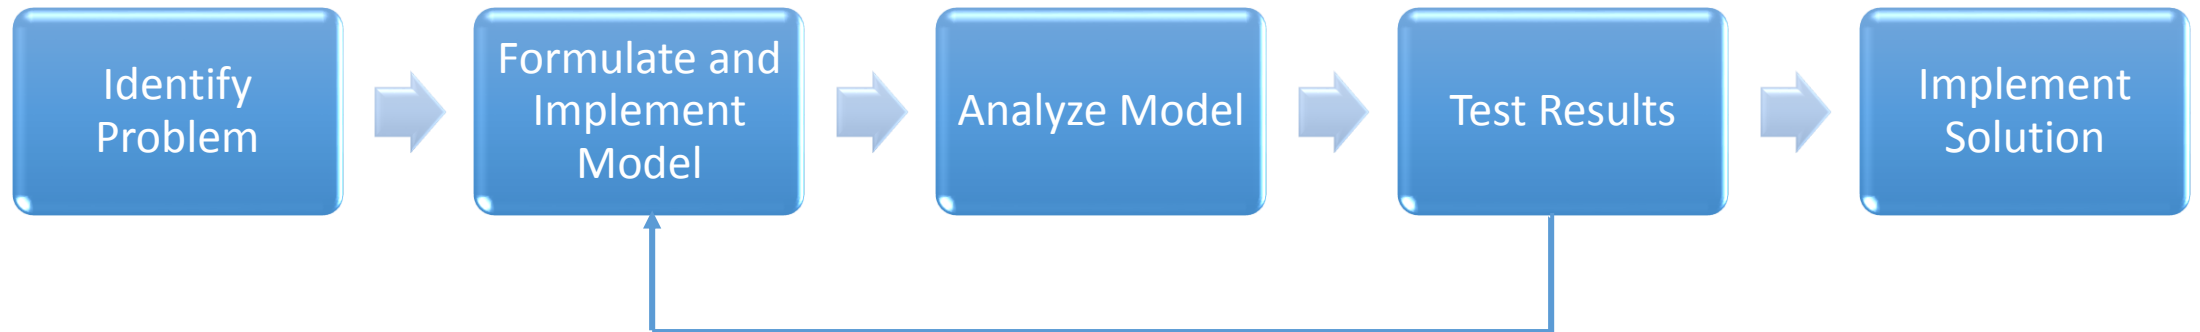 Identify
Problem
Formulate and
Implement
Model
Analyze Model
Test Results
Implement
Solution